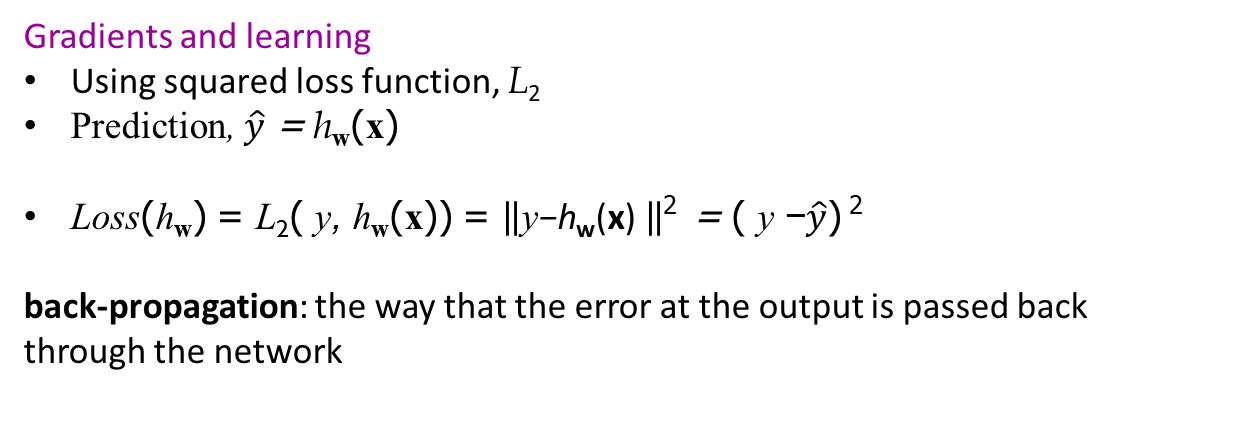 Gradients and learning
• Using squared loss function, L₂
• Prediction, ŷ = h𝐰(𝐱)
• Loss(h𝐰) = L₂( y, h𝐰(𝐱)) = ||y–h𝐰(𝐱) ||² = ( y –ŷ) ²
back-propagation: the way that the error at the output is passed back
through the network